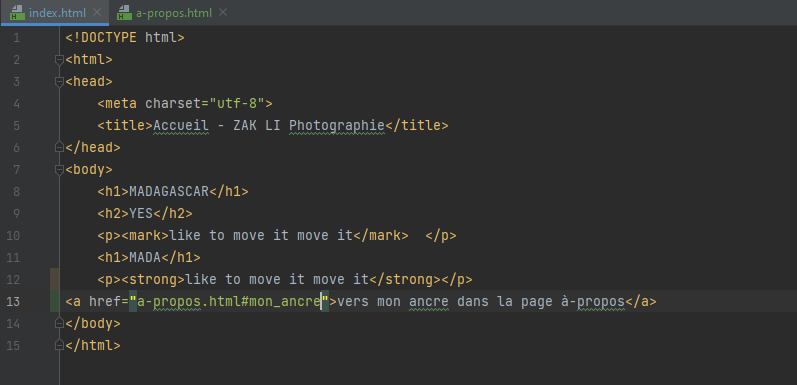 index.html a-propos.html
1 <!DOCTYPE html>
2 <html>
3 <head>
4 <meta charset="utf-8">
5 <title>Accueil - ZAK LI Photographie</title>
6 </head>
7 <body>
8 <h1>MADAGASCAR</h1>
9 <h2>YES</h2>
10 <p><mark>like to move it move it</mark>  </p>
11 <h1>MADA</h1>
12 <p><strong>like to move it move it</strong></p>
13 <a href="a-propos.html#mon_ancre">vers mon ancre dans la page à-propos</a>
14 </body>
15 </html>